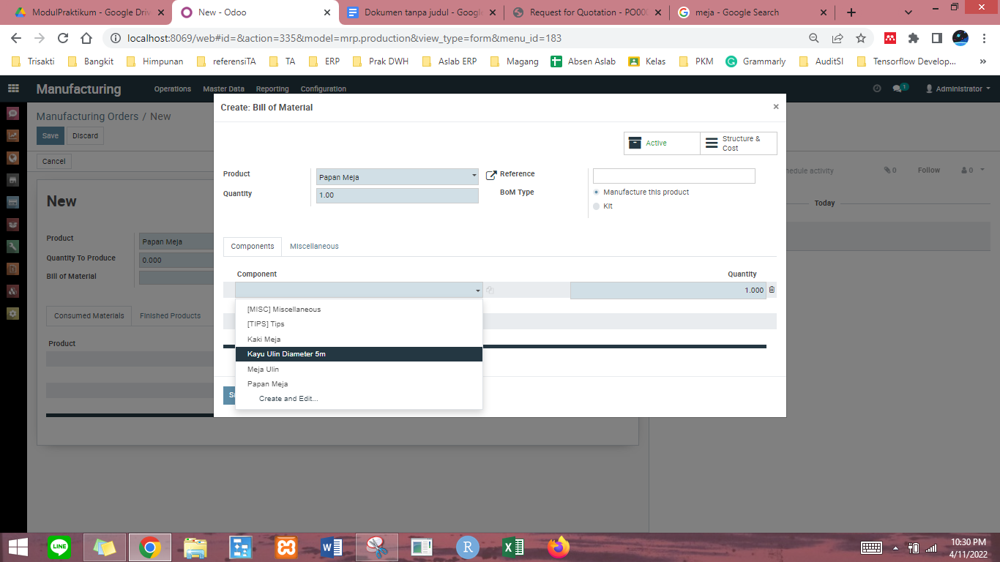 ModulPraktikum - Google Driv
New - Odoo
Dokumen tanpa judul - Google
Request for Quotation - PO000
meja - Google Search
localhost:8069/web#id=&action=335&model=mrp.production&view_type=form&menu_id=183
Trisakti
Bangkit
Himpunan
referensiTA
TA
ERP
Prak DWH
Aslab ERP
Magang
Absen Aslab
Kelas
PKM
Grammarly
AuditSI
Tensorflow Develop...
»
Manufacturing
Operations
Master Data
Reporting
Configuration
1
Administrator
Manufacturing Orders / New
Save
Discard
Cancel
New
Product
Papan Meja
Quantity To Produce
0.000
Bill of Material
Consumed Materials
Finished Products
Product
hedule activity
0
Follow
0
Today
Create: Bill of Material
×
Active
Structure & Cost
Product
Papan Meja
Quantity
1.00
Reference
BoM Type
Manufacture this product
Kit
Components
Miscellaneous
Component
Quantity
1.000
[MISC] Miscellaneous
[TIPS] Tips
Kaki Meja
Kayu Ulin Diameter 5m
Meja Ulin
Papan Meja
Create and Edit...
S
LINE
W
R
X
10:30 PM
4/11/2022